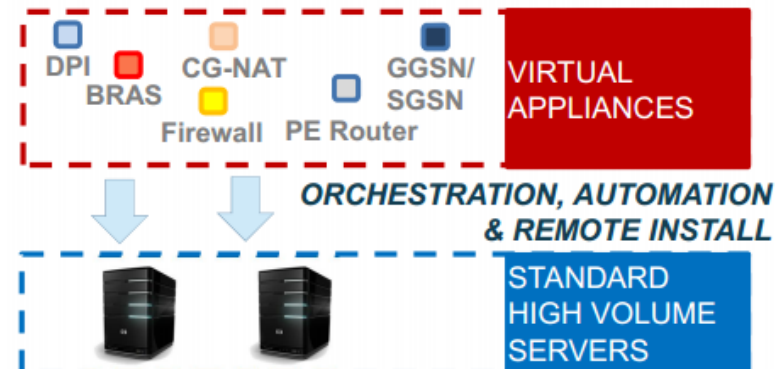 DPI
BRAS
CG-NAT
Firewall
PE Router
GGSN/
SGSN
VIRTUAL
APPLIANCES
ORCHESTRATION, AUTOMATION
& REMOTE INSTALL
STANDARD
HIGH VOLUME
SERVERS